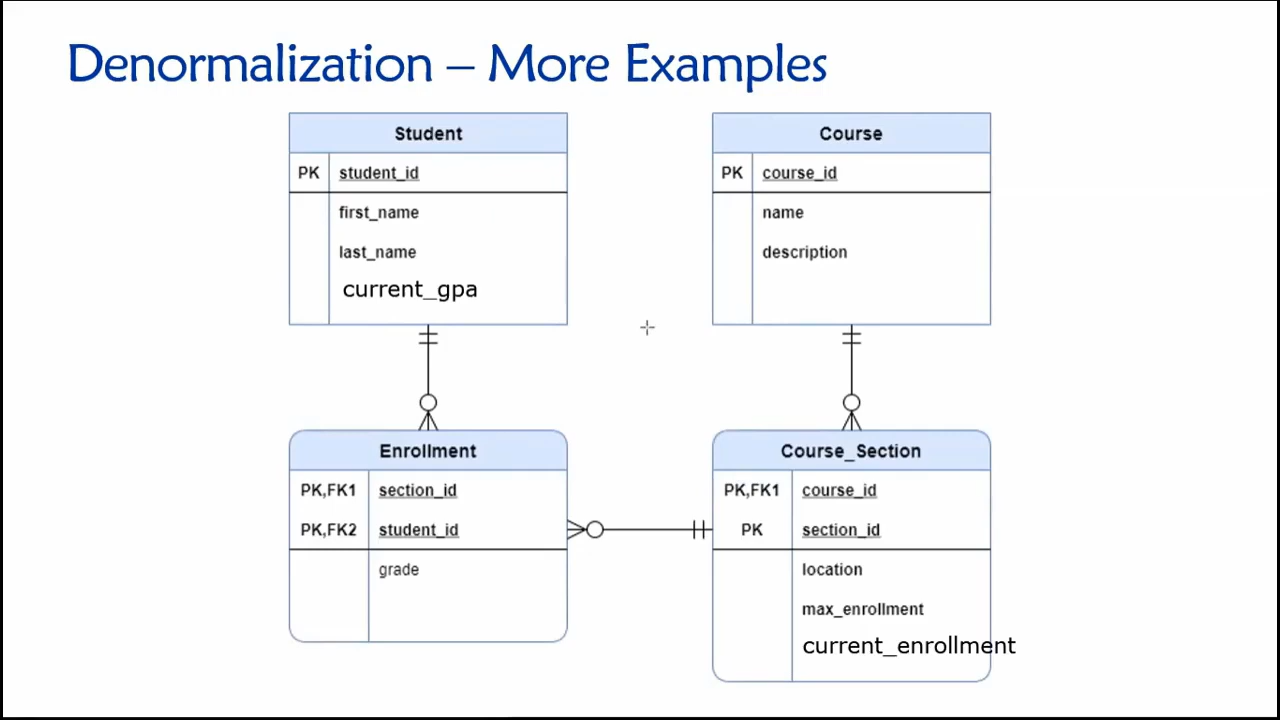 Denormalization – More Examples
Student
PK student_id
first_name
last_name
current_gpa
Course
PK course_id
name
description
Enrollment
PK,FK1 section_id
PK,FK2 student_id
grade
Course_Section
PK,FK1 course_id
PK section_id
location
max_enrollment
current_enrollment